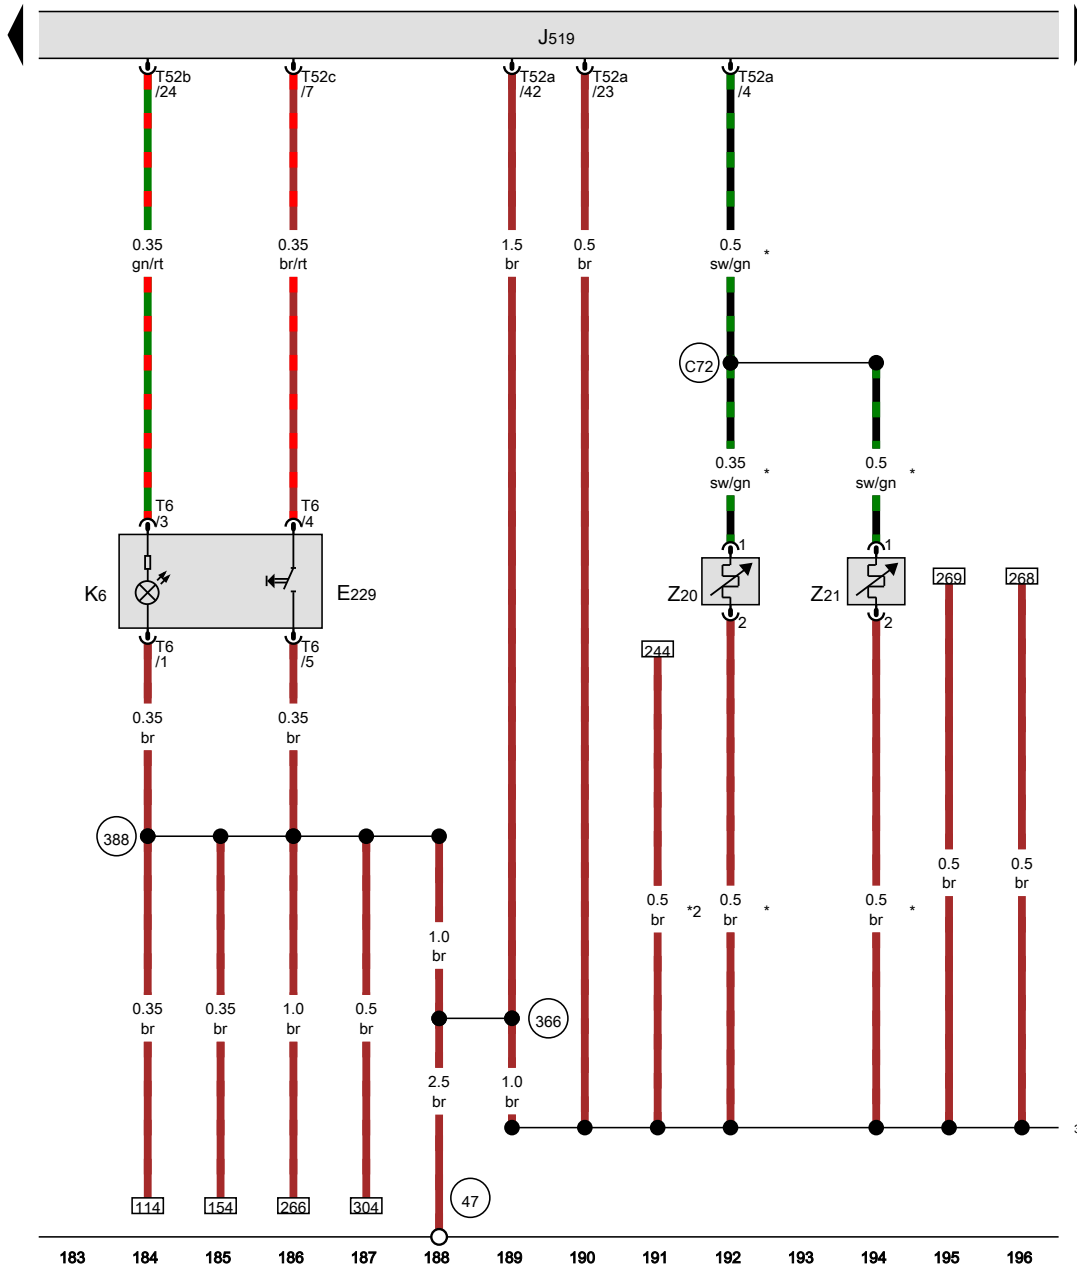 J519
T52b
/24
T52c
/7
T52a
/42
T52a
/23
T52a
/4
0.35
gn/rt
0.35
br/rt
1.5
br
0.5
br
0.5
sw/gn *
C72
0.35
sw/gn *
0.5
sw/gn *
T6
/3
T6
/4
1
1
K6
E229
Z20
Z21
269
268
2
2
T6
/1
T6
/5
244
0.35
br
0.35
br
388
0.5
br
0.5
br
0.5
br *2
0.5
br *
0.5
br *
1.0
br
0.35
br
0.35
br
1.0
br
0.5
br
366
2.5
br
1.0
br
114
154
266
304
47
183 184 185 186 187 188 189 190 191 192 193 194 195 196